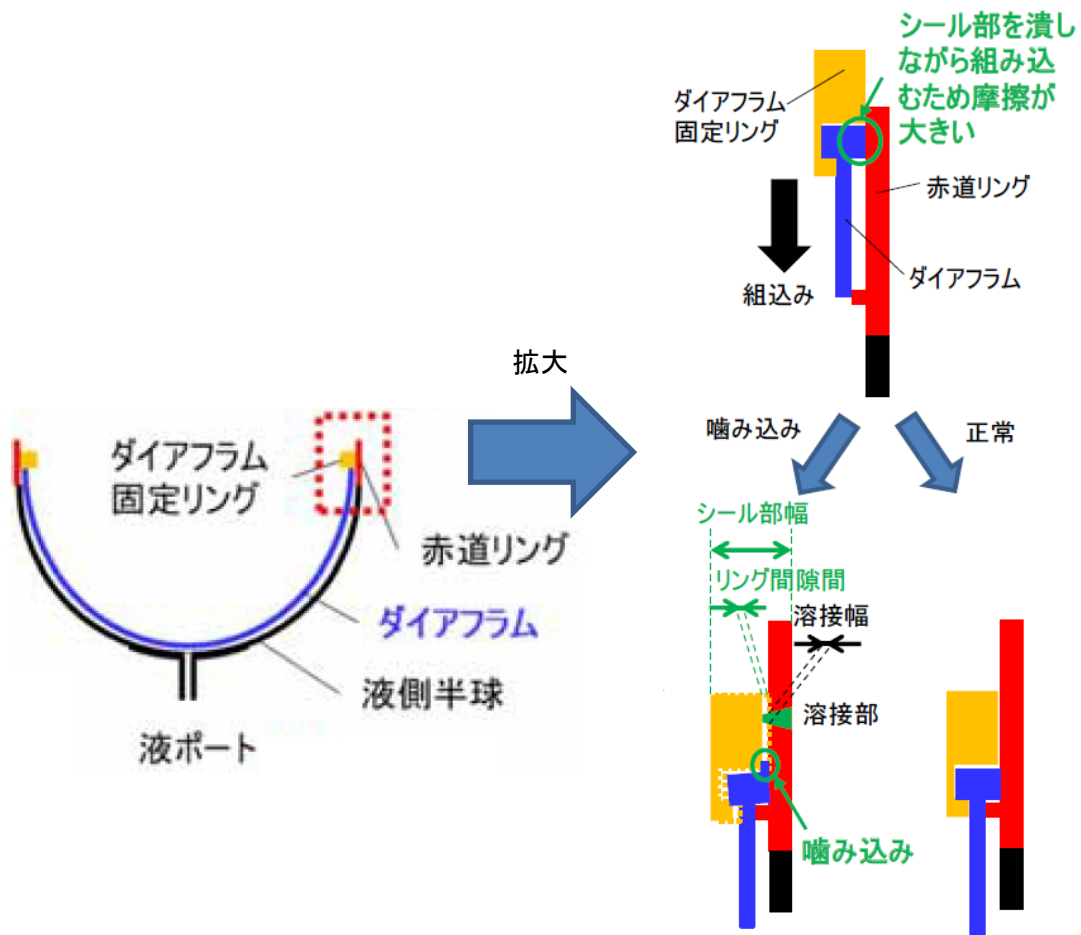 シール部を潰し
ながら組み込
むため摩擦が
大きい
ダイアフラム
固定リング
赤道リング
ダイアフラム
組込み
拡大
噛み込み
正常
ダイアフラム
固定リング
赤道リング
ダイアフラム
液側半球
液ポート
シール部幅
リング間隙間
溶接幅
溶接部
噛み込み